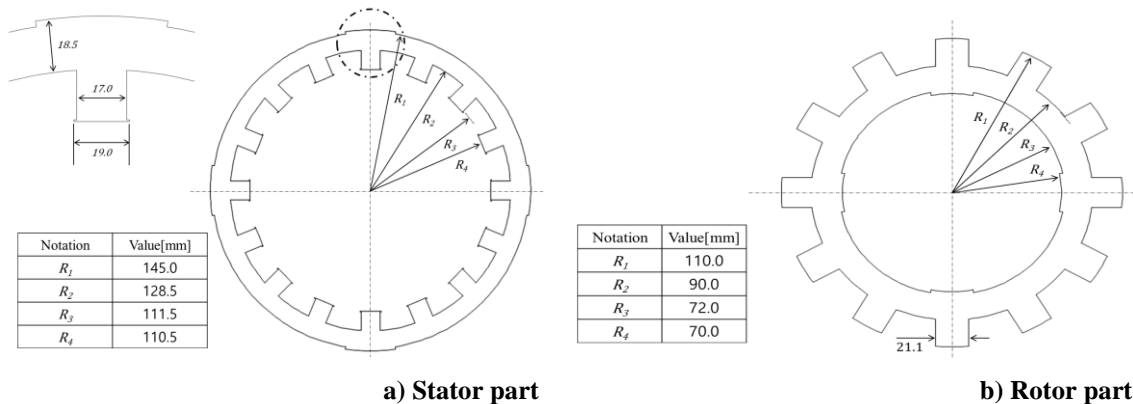 18.5
17.0
19.0
R1
R2
R3
R4
Notation Value[mm]
R1 145.0
R2 128.5
R3 111.5
R4 110.5
a) Stator part
R1
R2
R3
R4
Notation Value[mm]
R1 110.0
R2 90.0
R3 72.0
R4 70.0
21.1
b) Rotor part